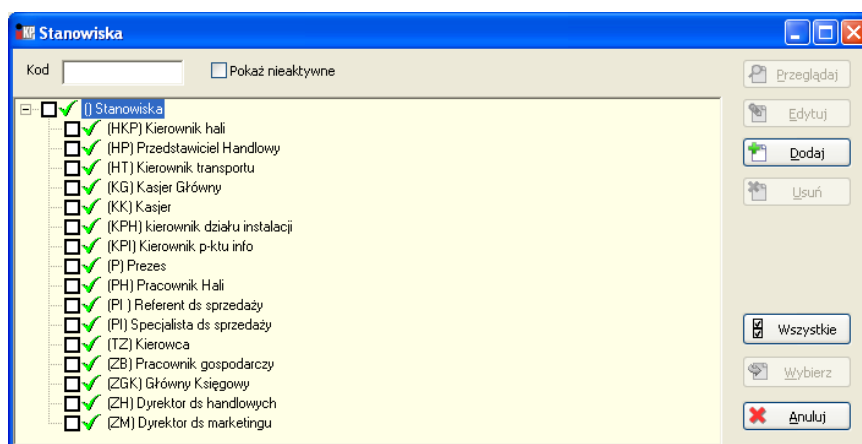 KP Stanowiska
Kod
Pokaż nieaktywne
Przeglądaj
Edytuj
Dodaj
Usuń
() Stanowiska
(HKP) Kierownik hali
(HP) Przedstawiciel Handlowy
(HT) Kierownik transportu
(KG) Kasjer Główny
(KK) Kasjer
(KPH) kierownik działu instalacji
(KPI) Kierownik p-ktu info
(P) Prezes
(PH) Pracownik Hali
(PI ) Referent ds sprzedaży
(PI) Specjalista ds sprzedaży
(TZ) Kierowca
(ZB) Pracownik gospodarczy
(ZGK) Główny Księgowy
(ZH) Dyrektor ds handlowych
(ZM) Dyrektor ds marketingu
Wszystkie
Wybierz
Anuluj